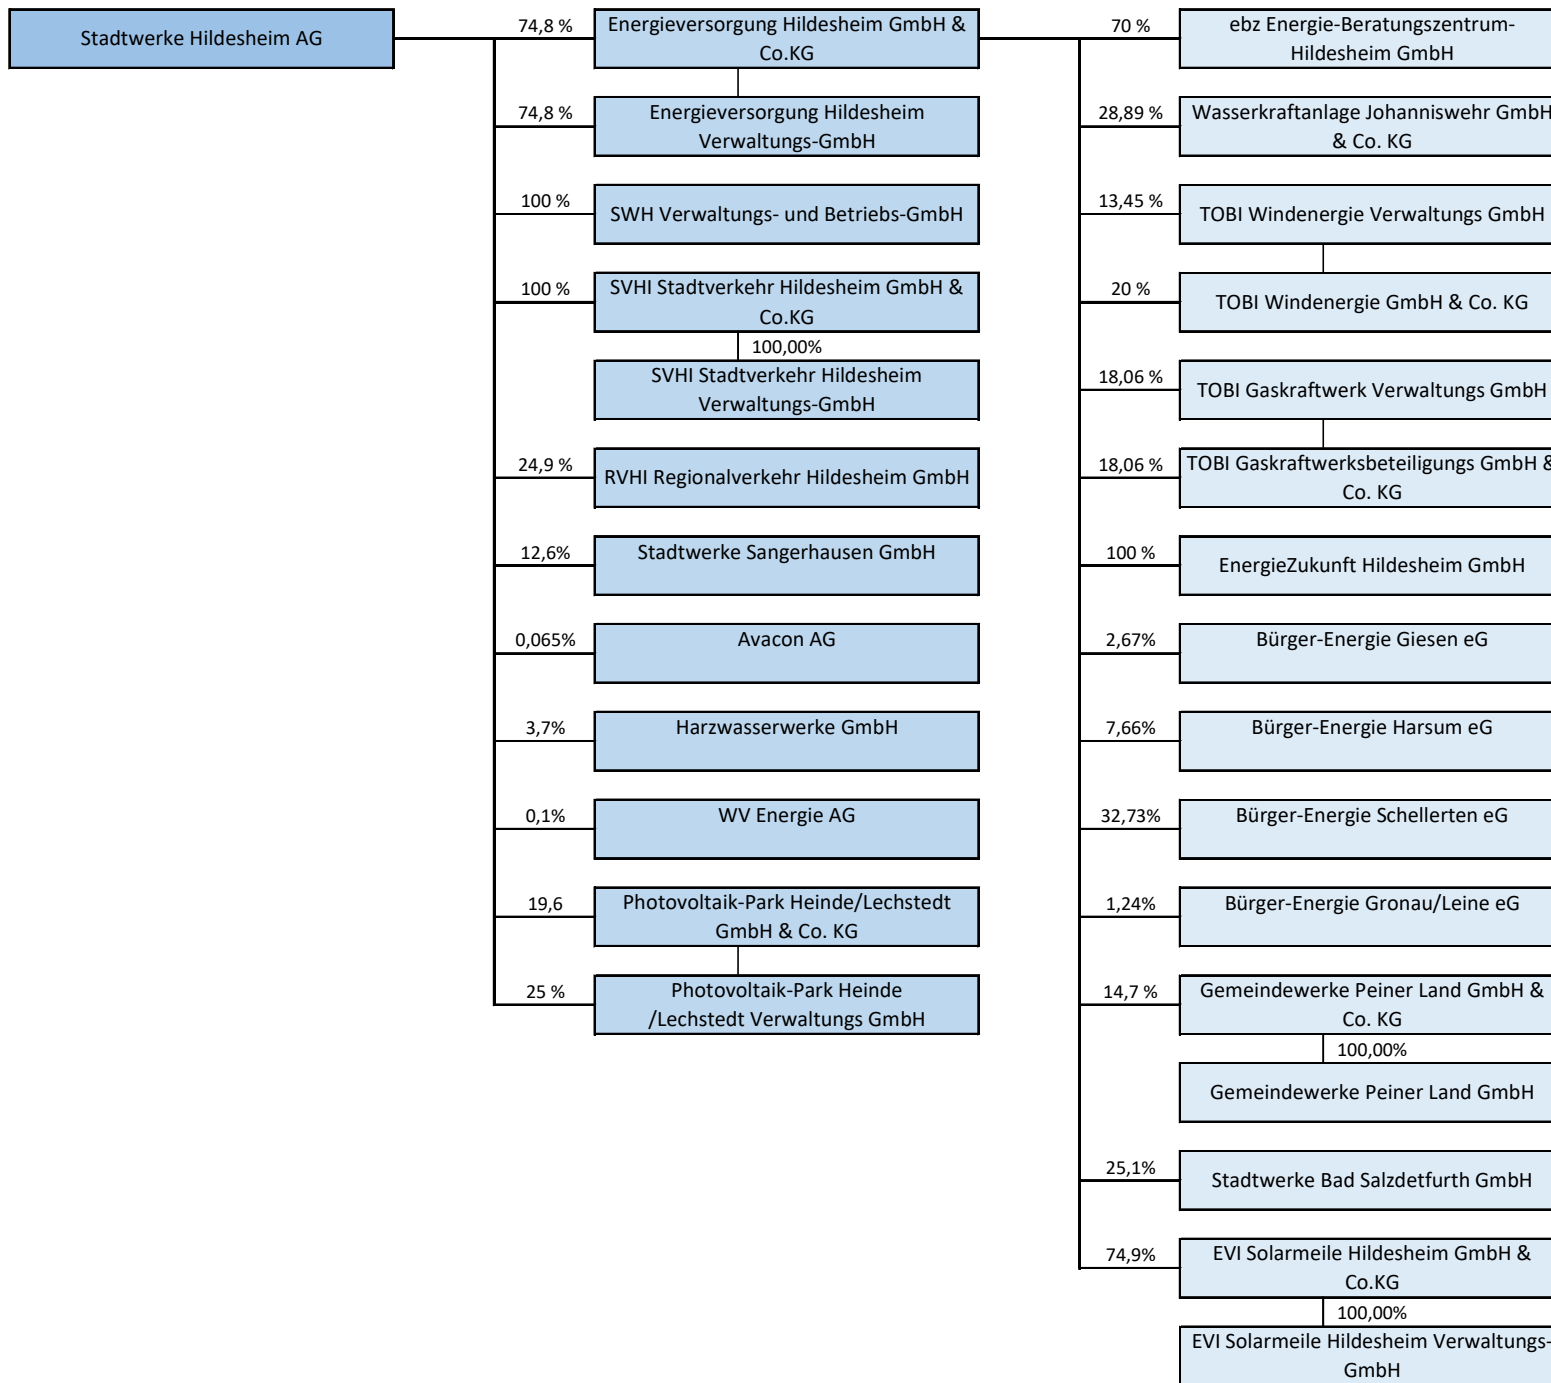 Stadtwerke Hildesheim AG
74,8 %
Energieversorgung Hildesheim GmbH &
Co.KG
74,8 %
Energieversorgung Hildesheim
Verwaltungs-GmbH
100 %
SWH Verwaltungs- und Betriebs-GmbH
100 %
SVHI Stadtverkehr Hildesheim GmbH &
Co.KG
100,00%
SVHI Stadtverkehr Hildesheim
Verwaltungs-GmbH
24,9 %
RVHI Regionalverkehr Hildesheim GmbH
12,6%
Stadtwerke Sangerhausen GmbH
0,065%
Avacon AG
3,7%
Harzwasserwerke GmbH
0,1%
WV Energie AG
19,6
Photovoltaik-Park Heinde/Lechstedt
GmbH & Co. KG
25 %
Photovoltaik-Park Heinde
/Lechstedt Verwaltungs GmbH
70 %
ebz Energie-Beratungszentrum-
Hildesheim GmbH
28,89 %
Wasserkraftanlage Johanniswehr GmbH
& Co. KG
13,45 %
TOBI Windenergie Verwaltungs GmbH
20 %
TOBI Windenergie GmbH & Co. KG
18,06 %
TOBI Gaskraftwerk Verwaltungs GmbH
18,06 %
TOBI Gaskraftwerksbeteiligungs GmbH &
Co. KG
100 %
EnergieZukunft Hildesheim GmbH
2,67%
Bürger-Energie Giesen eG
7,66%
Bürger-Energie Harsum eG
32,73%
Bürger-Energie Schellerten eG
1,24%
Bürger-Energie Gronau/Leine eG
14,7 %
Gemeindewerke Peiner Land GmbH &
Co. KG
100,00%
Gemeindewerke Peiner Land GmbH
25,1%
Stadtwerke Bad Salzdetfurth GmbH
74,9%
EVI Solarmeile Hildesheim GmbH &
Co.KG
100,00%
EVI Solarmeile Hildesheim Verwaltungs-
GmbH